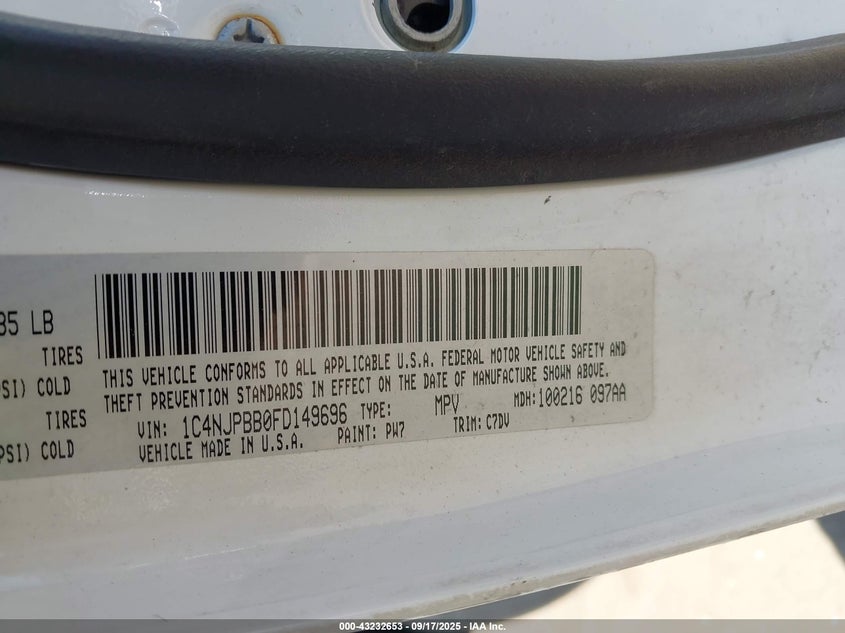 35 LB
TIRES
PSI) COLD
TIRES
PSI) COLD
THIS VEHICLE CONFORMS TO ALL APPLICABLE U.S.A. FEDERAL MOTOR VEHICLE SAFETY AND
THEFT PREVENTION STANDARDS IN EFFECT ON THE DATE OF MANUFACTURE SHOWN ABOVE.
VIN: 1C4NJPBB0FD149696 TYPE: MPV MDH:100216 097AA
VEHICLE MADE IN U.S.A. PAINT: PW7 TRIM: C7DV
000-43232653 - 09/17/2025 - IAA Inc.